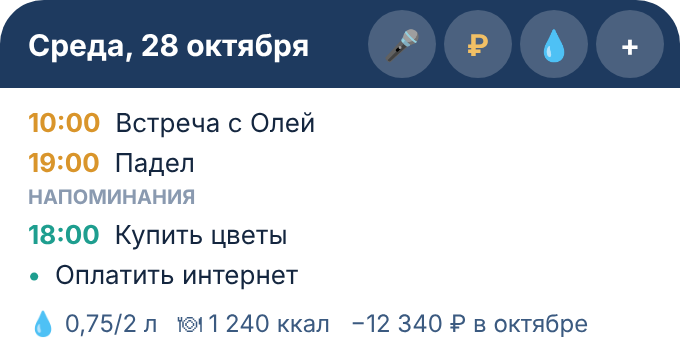 Среда, 28 октября 🎤 ₽ 💧 +
10:00 Встреча с Олей
19:00 Падел
НАПОМИНАНИЯ
18:00 Купить цветы
• Оплатить интернет
💧 0,75/2 л 🍽 1 240 ккал −12 340 ₽ в октябре